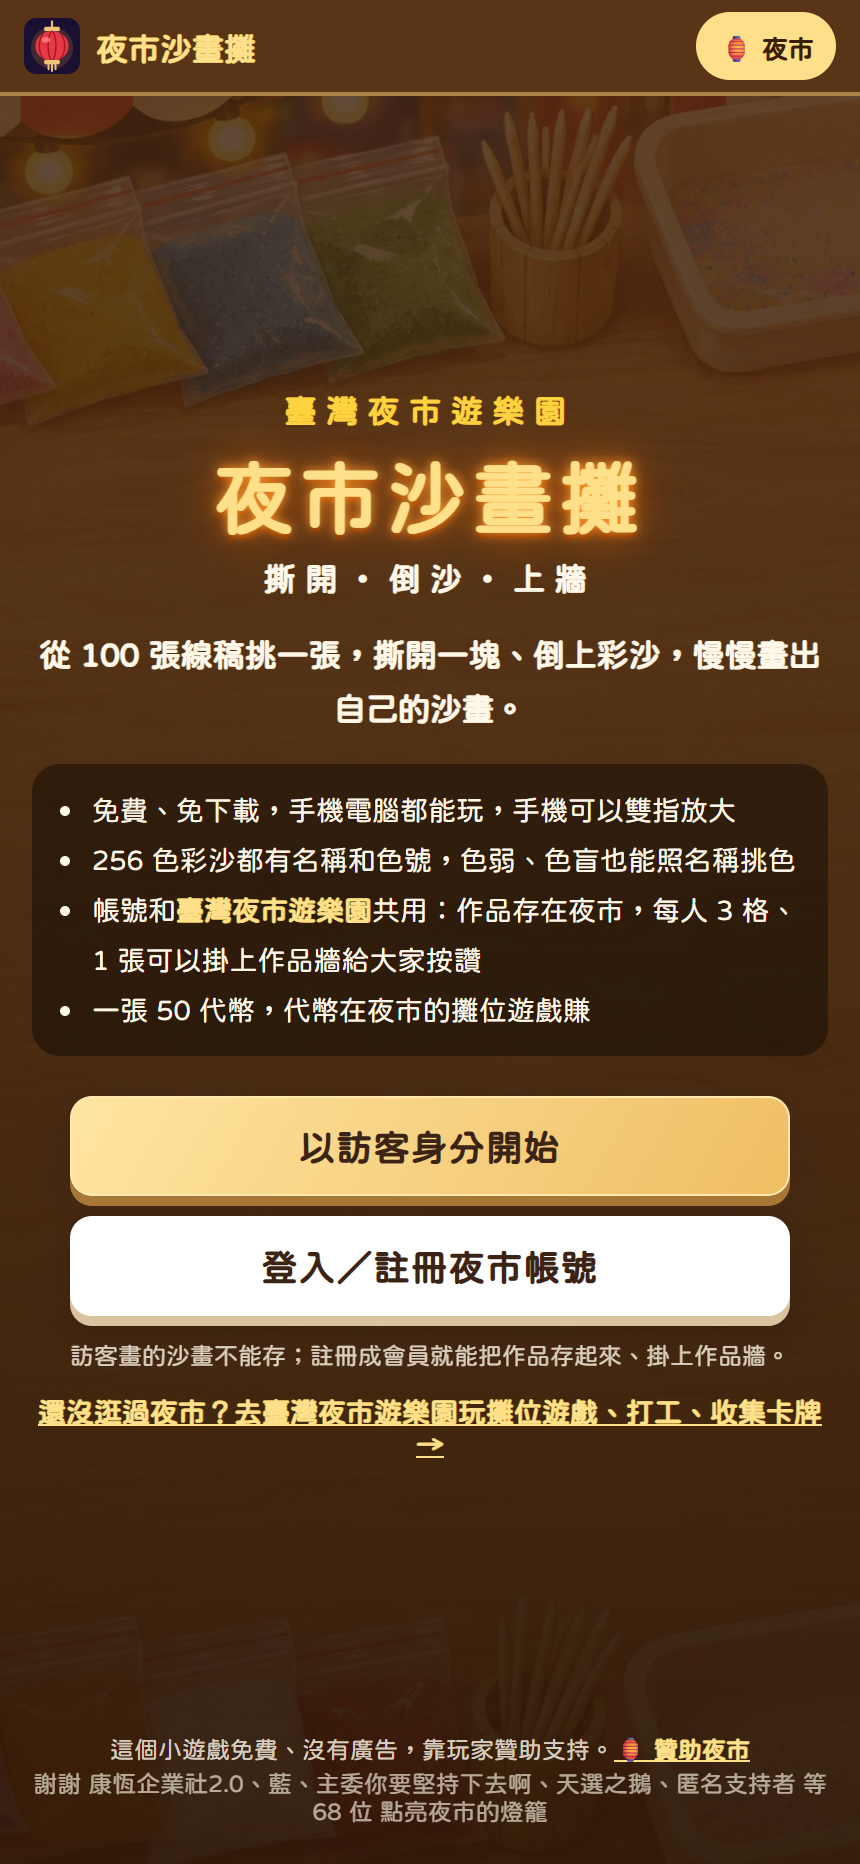 夜市沙畫攤
🏮 夜市
臺灣夜市遊樂園
夜市沙畫攤
撕開・倒沙・上牆
從 100 張線稿挑一張，撕開一塊、倒上彩沙，慢慢畫出
自己的沙畫。
• 免費、免下載，手機電腦都能玩，手機可以雙指放大
• 256 色彩沙都有名稱和色號，色弱、色盲也能照名稱挑色
• 帳號和臺灣夜市遊樂園共用：作品存在夜市，每人 3 格、
1 張可以掛上作品牆給大家按讚
• 一張 50 代幣，代幣在夜市的攤位遊戲賺
以訪客身分開始
登入／註冊夜市帳號
訪客畫的沙畫不能存；註冊成會員就能把作品存起來、掛上作品牆。
還沒逛過夜市？去臺灣夜市遊樂園玩攤位遊戲、打工、收集卡牌
→
這個小遊戲免費、沒有廣告，靠玩家贊助支持。🏮 贊助夜市
謝謝 康恆企業社2.0、藍、主委你要堅持下去啊、天選之鵝、匿名支持者 等
68 位 點亮夜市的燈籠